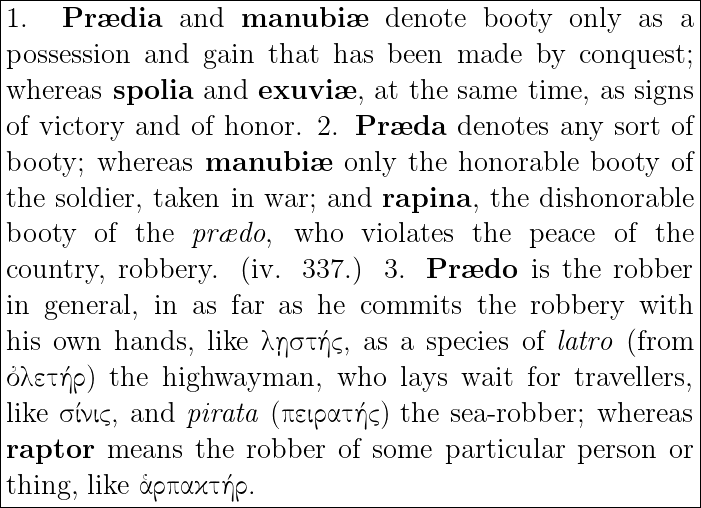 1. Prædia and manubiæ denote booty only as a
possession and gain that has been made by conquest;
whereas spolia and exuviæ, at the same time, as signs
of victory and of honor. 2. Præda denotes any sort of
booty; whereas manubiæ only the honorable booty of
the soldier, taken in war; and rapina, the dishonorable
booty of the prædo, who violates the peace of the
country, robbery. (iv. 337.) 3. Prædo is the robber
in general, in as far as he commits the robbery with
his own hands, like λῃστής, as a species of latro (from
ὀλετήρ) the highwayman, who lays wait for travellers,
like σίνις, and pirata (πειρατής) the sea-robber; whereas
raptor means the robber of some particular person or
thing, like ἁρπακτήρ.